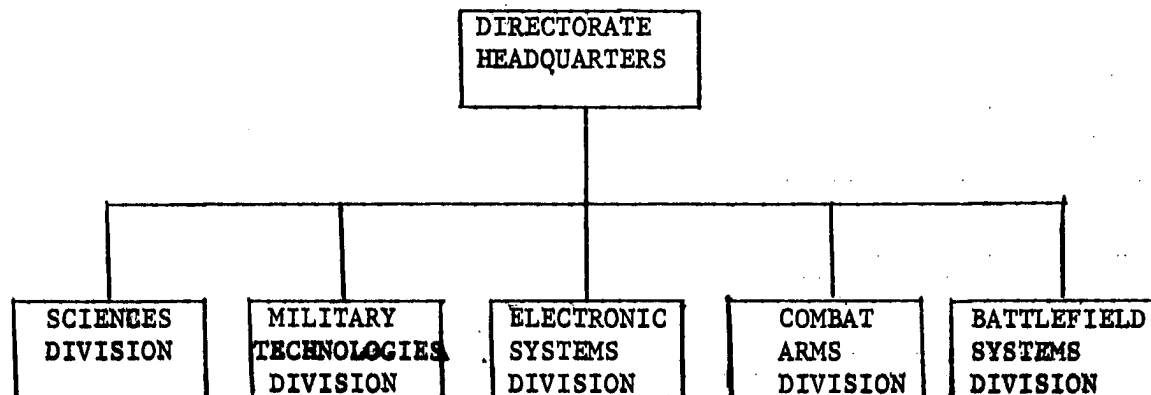 DIRECTORATE
HEADQUARTERS
SCIENCES
DIVISION
MILITARY
TECHNOLOGIES
DIVISION
ELECTRONIC
SYSTEMS
DIVISION
COMBAT
ARMS
DIVISION
BATTLEFIELD
SYSTEMS
DIVISION